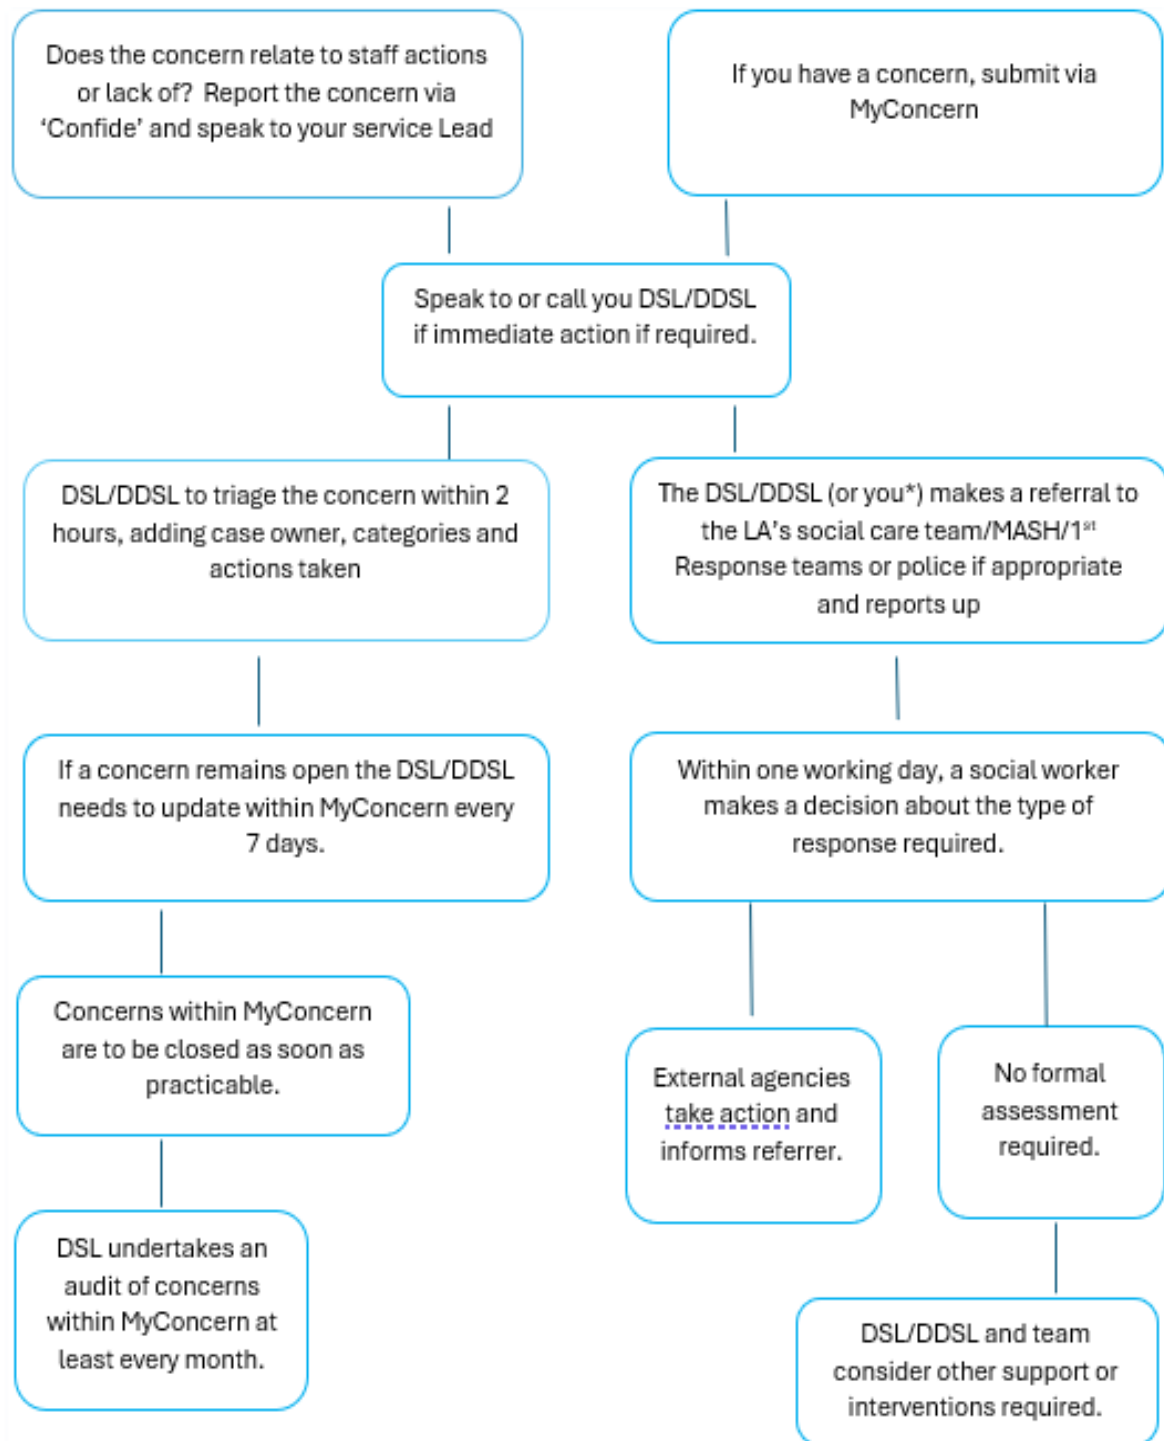 Does the concern relate to staff actions
or lack of? Report the concern via
‘Confide’ and speak to your service Lead
If you have a concern, submit via
MyConcern
Speak to or call you DSL/DDSL
if immediate action if required.
DSL/DDSL to triage the concern within 2
hours, adding case owner, categories and
actions taken
The DSL/DDSL (or you*) makes a referral to
the LA’s social care team/MASH/1st
Response teams or police if appropriate
and reports up
If a concern remains open the DSL/DDSL
needs to update within MyConcern every
7 days.
Within one working day, a social worker
makes a decision about the type of
response required.
Concerns within MyConcern
are to be closed as soon as
practicable.
External agencies
take action and
informs referrer.
No formal
assessment
required.
DSL undertakes an
audit of concerns
within MyConcern at
least every month.
DSL/DDSL and team
consider other support or
interventions required.